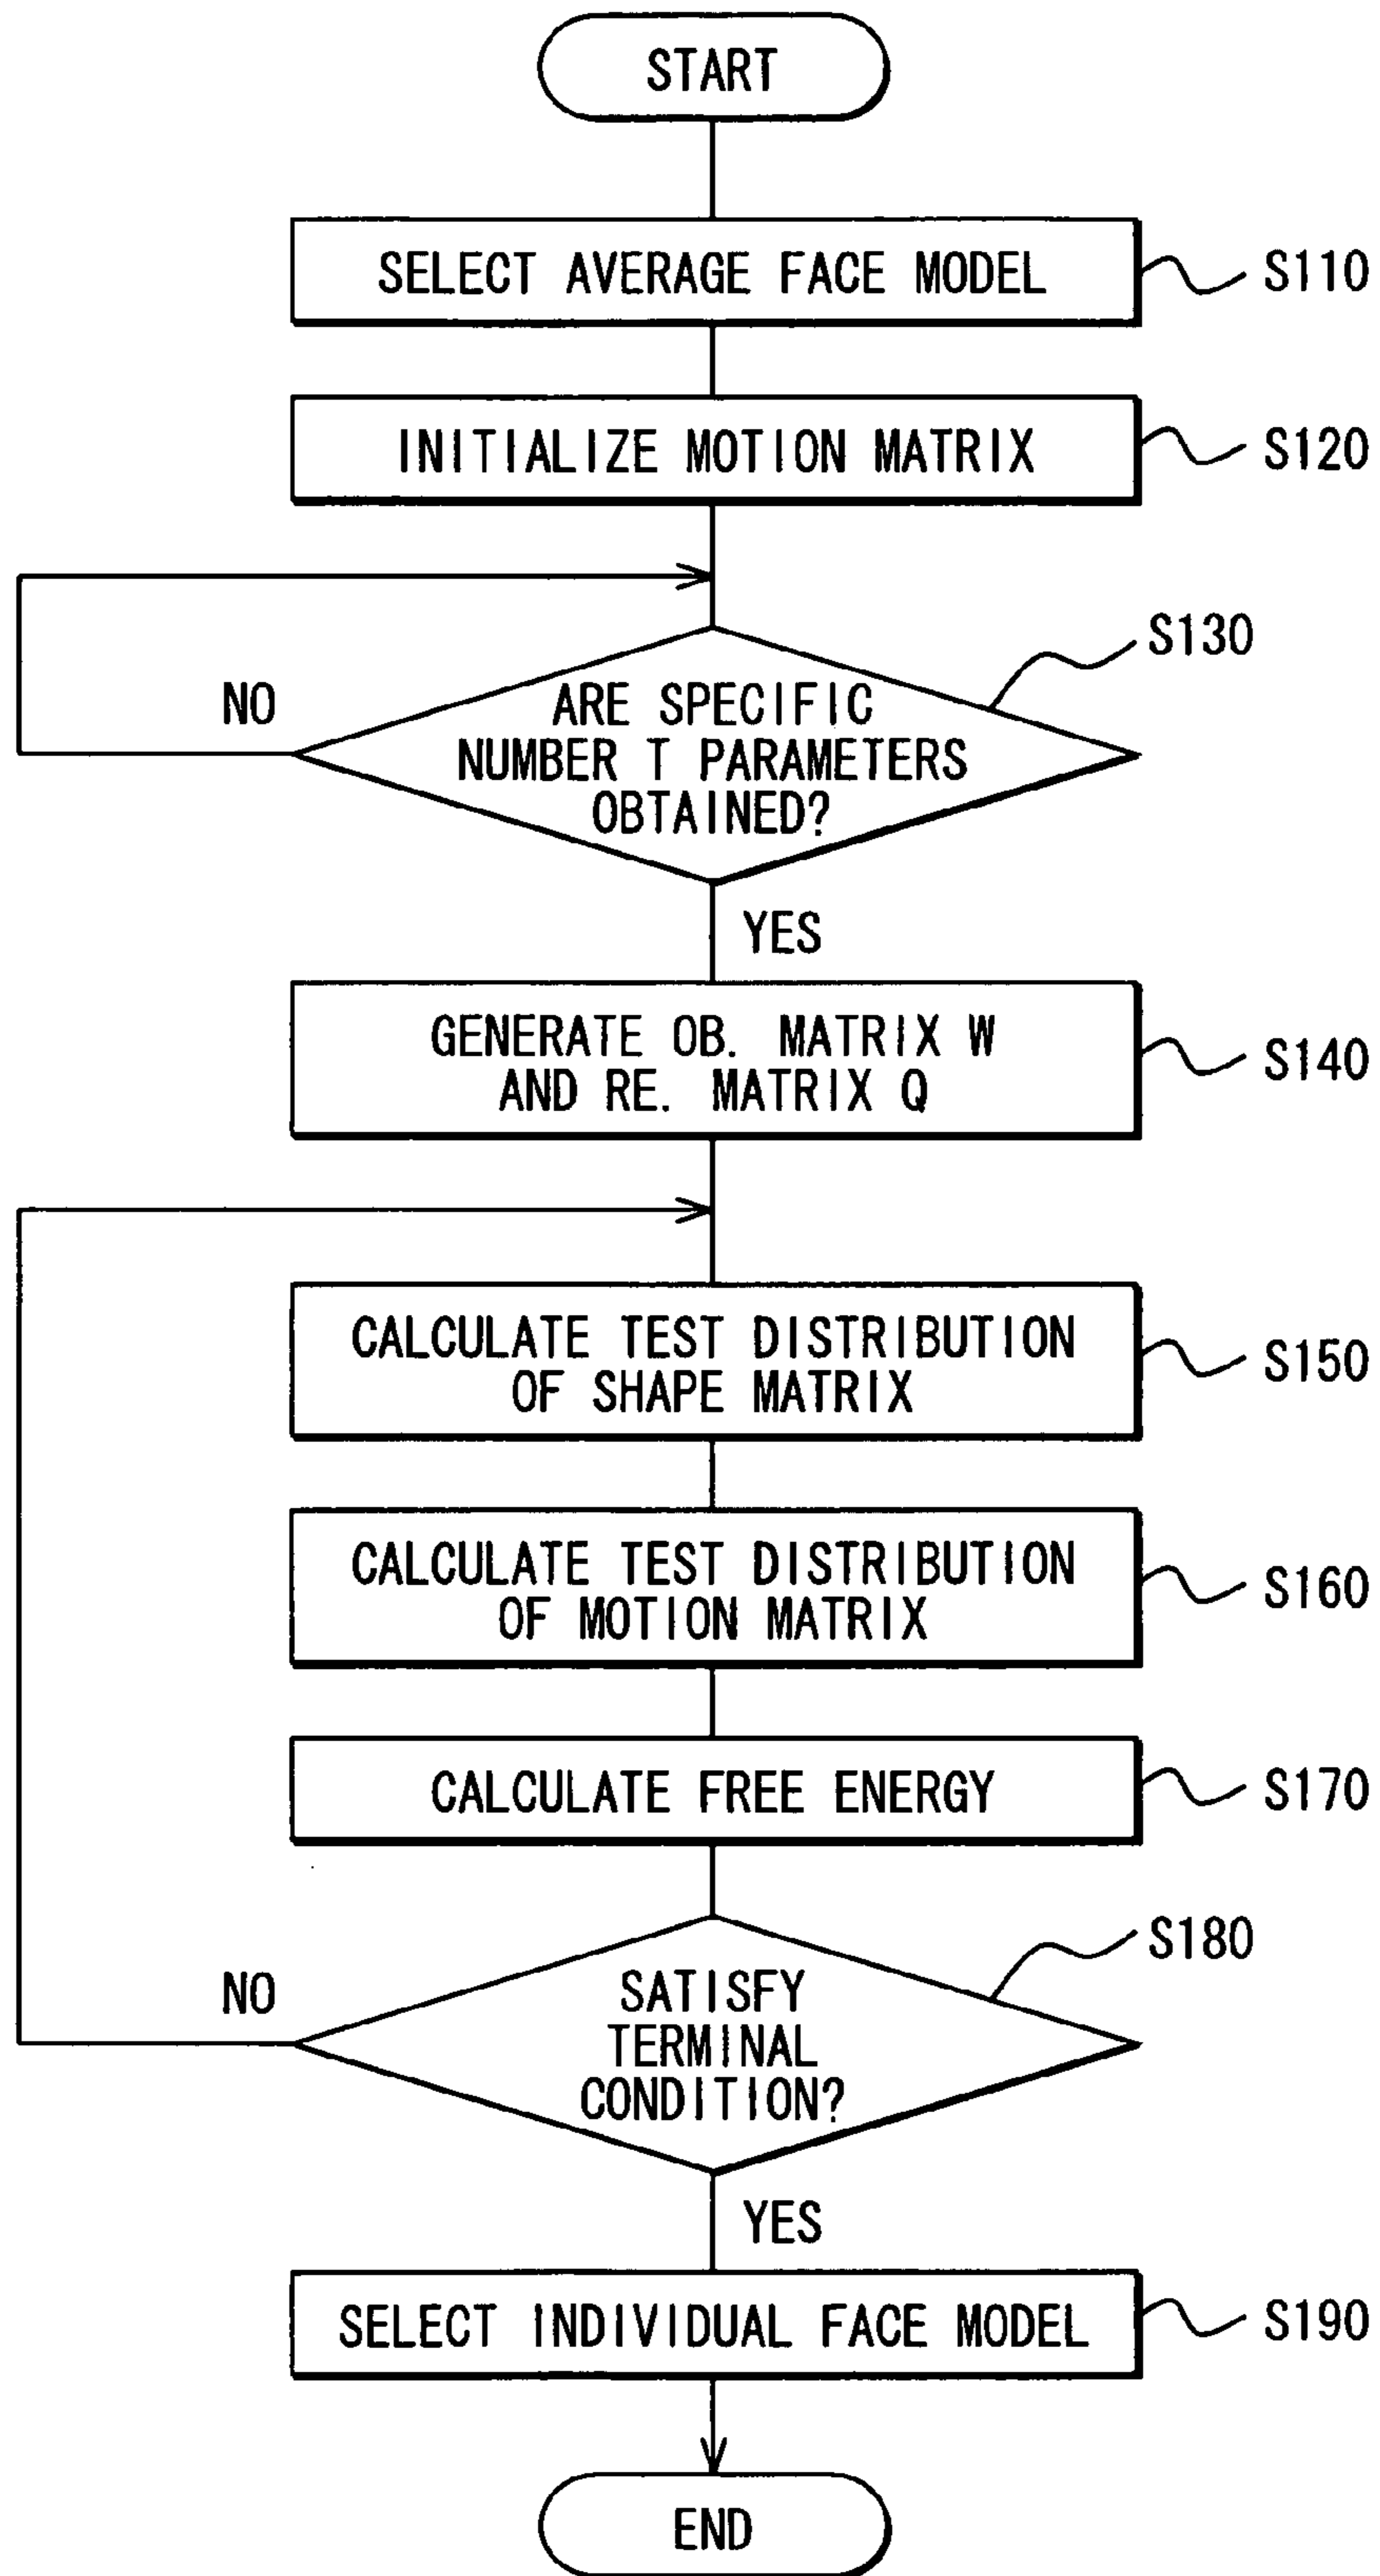 START
SELECT AVERAGE FACE MODEL
S110
INITIALIZE MOTION MATRIX
S120
S130
NO
ARE SPECIFIC
NUMBER T PARAMETERS
OBTAINED?
YES
GENERATE OB. MATRIX W
AND RE. MATRIX Q
S140
CALCULATE TEST DISTRIBUTION
OF SHAPE MATRIX
S150
CALCULATE TEST DISTRIBUTION
OF MOTION MATRIX
S160
CALCULATE FREE ENERGY
S170
S180
NO
SATISFY
TERMINAL
CONDITION?
YES
SELECT INDIVIDUAL FACE MODEL
S190
END